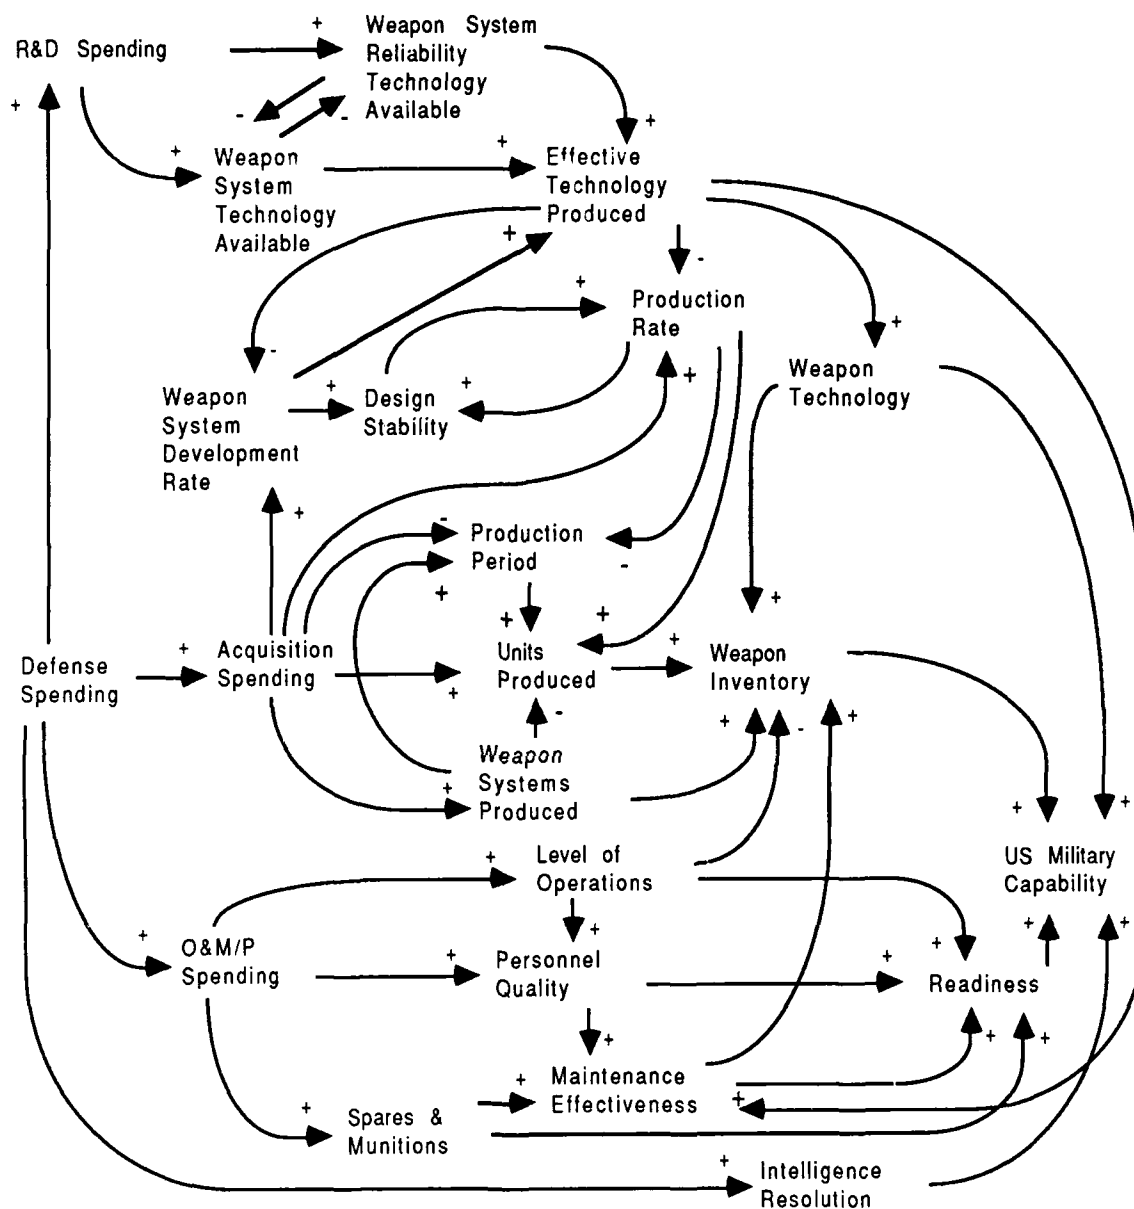 R&D Spending
+
Weapon System
Reliability
Technology
Available
+
-
-
+
+
+
Weapon
System
Technology
Available
Effective
Technology
Produced
+
-
+
Production
Rate
+
-
+
+
+
Weapon
Technology
Weapon
System
Development
Rate
Design
Stability
+
-
Production
Period
-
+
+
+
+
+
Defense
Spending
+
Acquisition
Spending
+
Units
Produced
Weapon
Inventory
+
-
+
-
+
Weapon
Systems
Produced
+
+
+
US Military
Capability
+
Level of
Operations
+
+
+
+
O&M/P
Spending
+
Personnel
Quality
+
+
Readiness
+
+
+
+
Maintenance
Effectiveness
+
+
Spares &
Munitions
+
Intelligence
Resolution